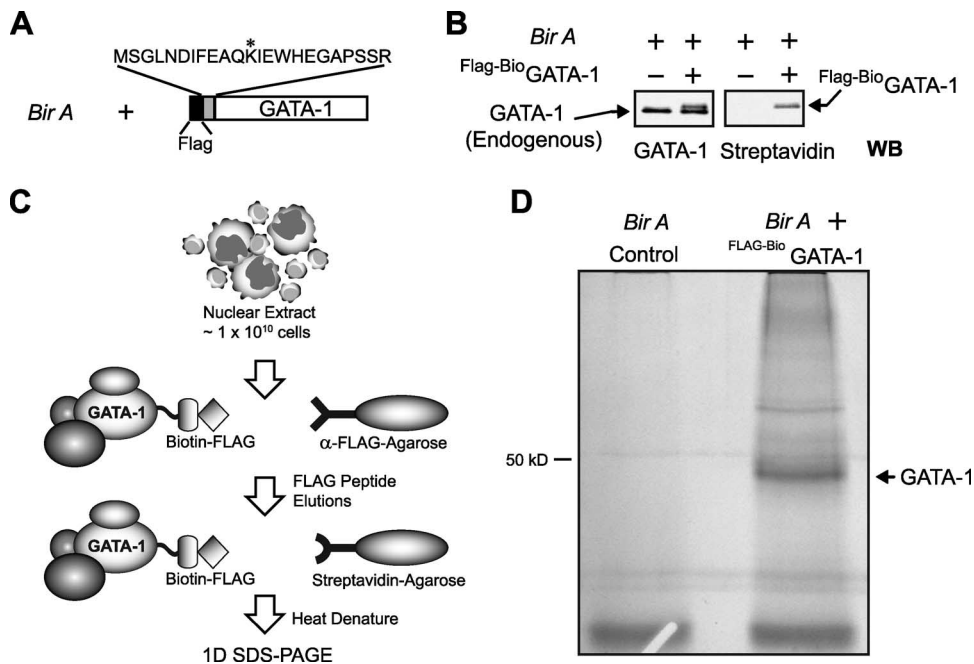 A
*
MSGLNDIFEAQKIEWHEGAPSSR
Bir A + GATA-1
Flag
B
Bir A + + + +
Flag-Bio GATA-1 − + − +
GATA-1 (Endogenous)
Flag-Bio GATA-1
GATA-1 Streptavidin WB
C
Nuclear Extract
~ 1 x 10¹⁰ cells
GATA-1
Biotin-FLAG
α-FLAG-Agarose
FLAG Peptide
Elutions
GATA-1
Biotin-FLAG
Streptavidin-Agarose
Heat Denature
1D SDS-PAGE
D
Bir A
Control
Bir A +
FLAG-Bio GATA-1
50 kD
GATA-1